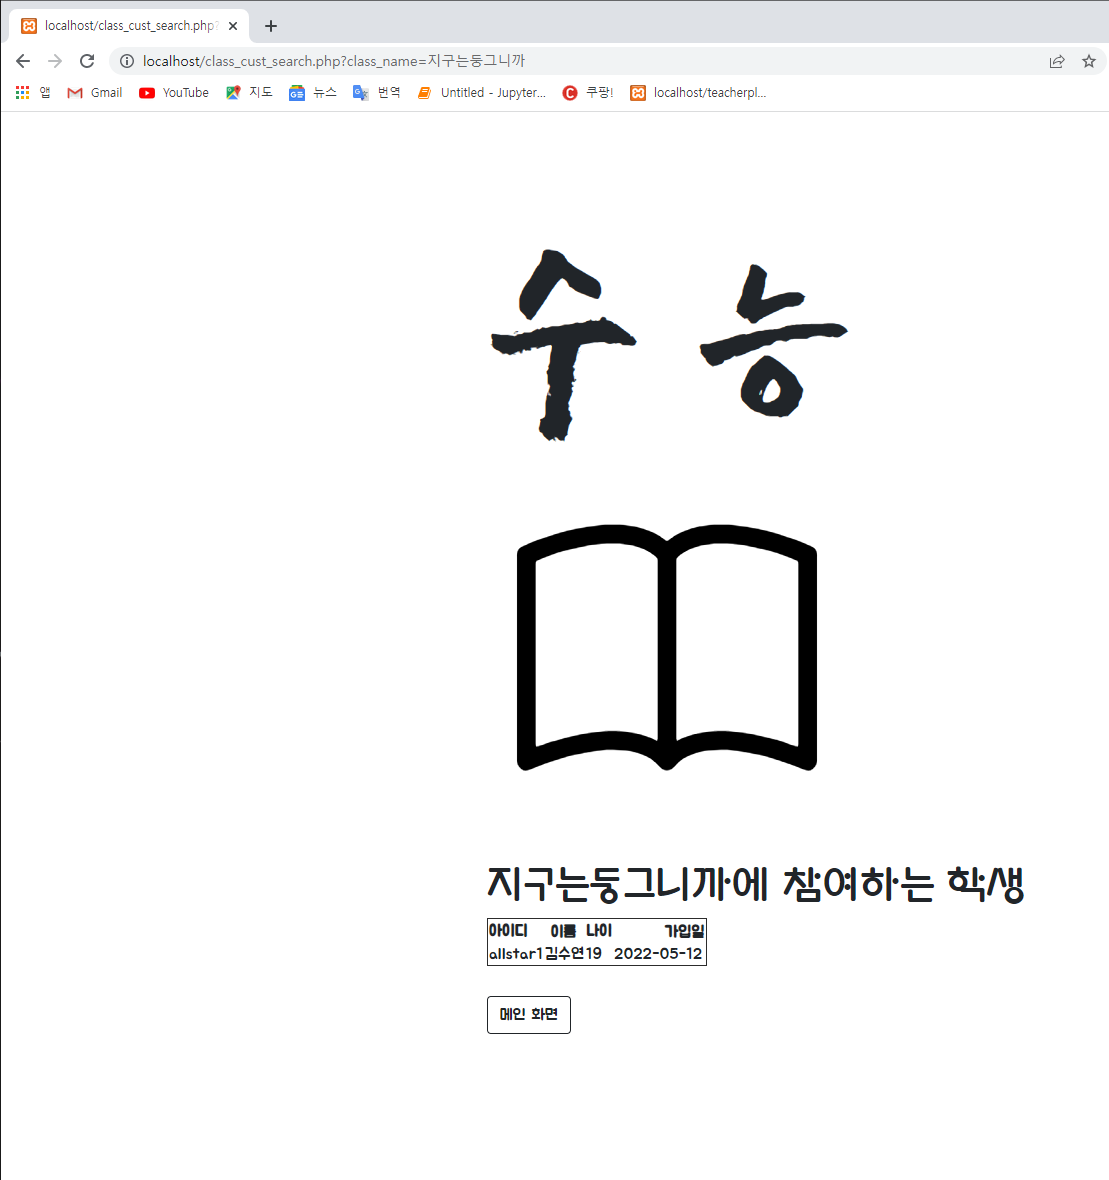 localhost/class_cust_search.php?
localhost/class_cust_search.php?class_name=지구는둥그니까
앱 Gmail YouTube 지도 뉴스 번역 Untitled - Jupyter... 쿠팡! localhost/teacherpl...
수 능
지구는둥그니까에 참여하는 학생
아이디 이름 나이 가입일
allstar1 김수연 19 2022-05-12
메인 화면